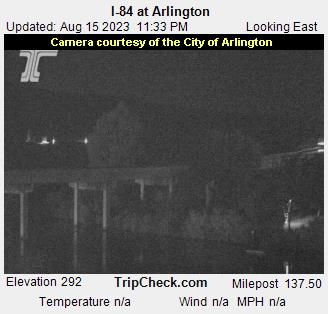 I-84 at Arlington
Updated: Aug 15 2023 11:33 PM Looking East
Camera courtesy of the City of Arlington
Elevation 292 TripCheck.com Milepost 137.50
Temperature n/a Wind n/a MPH n/a